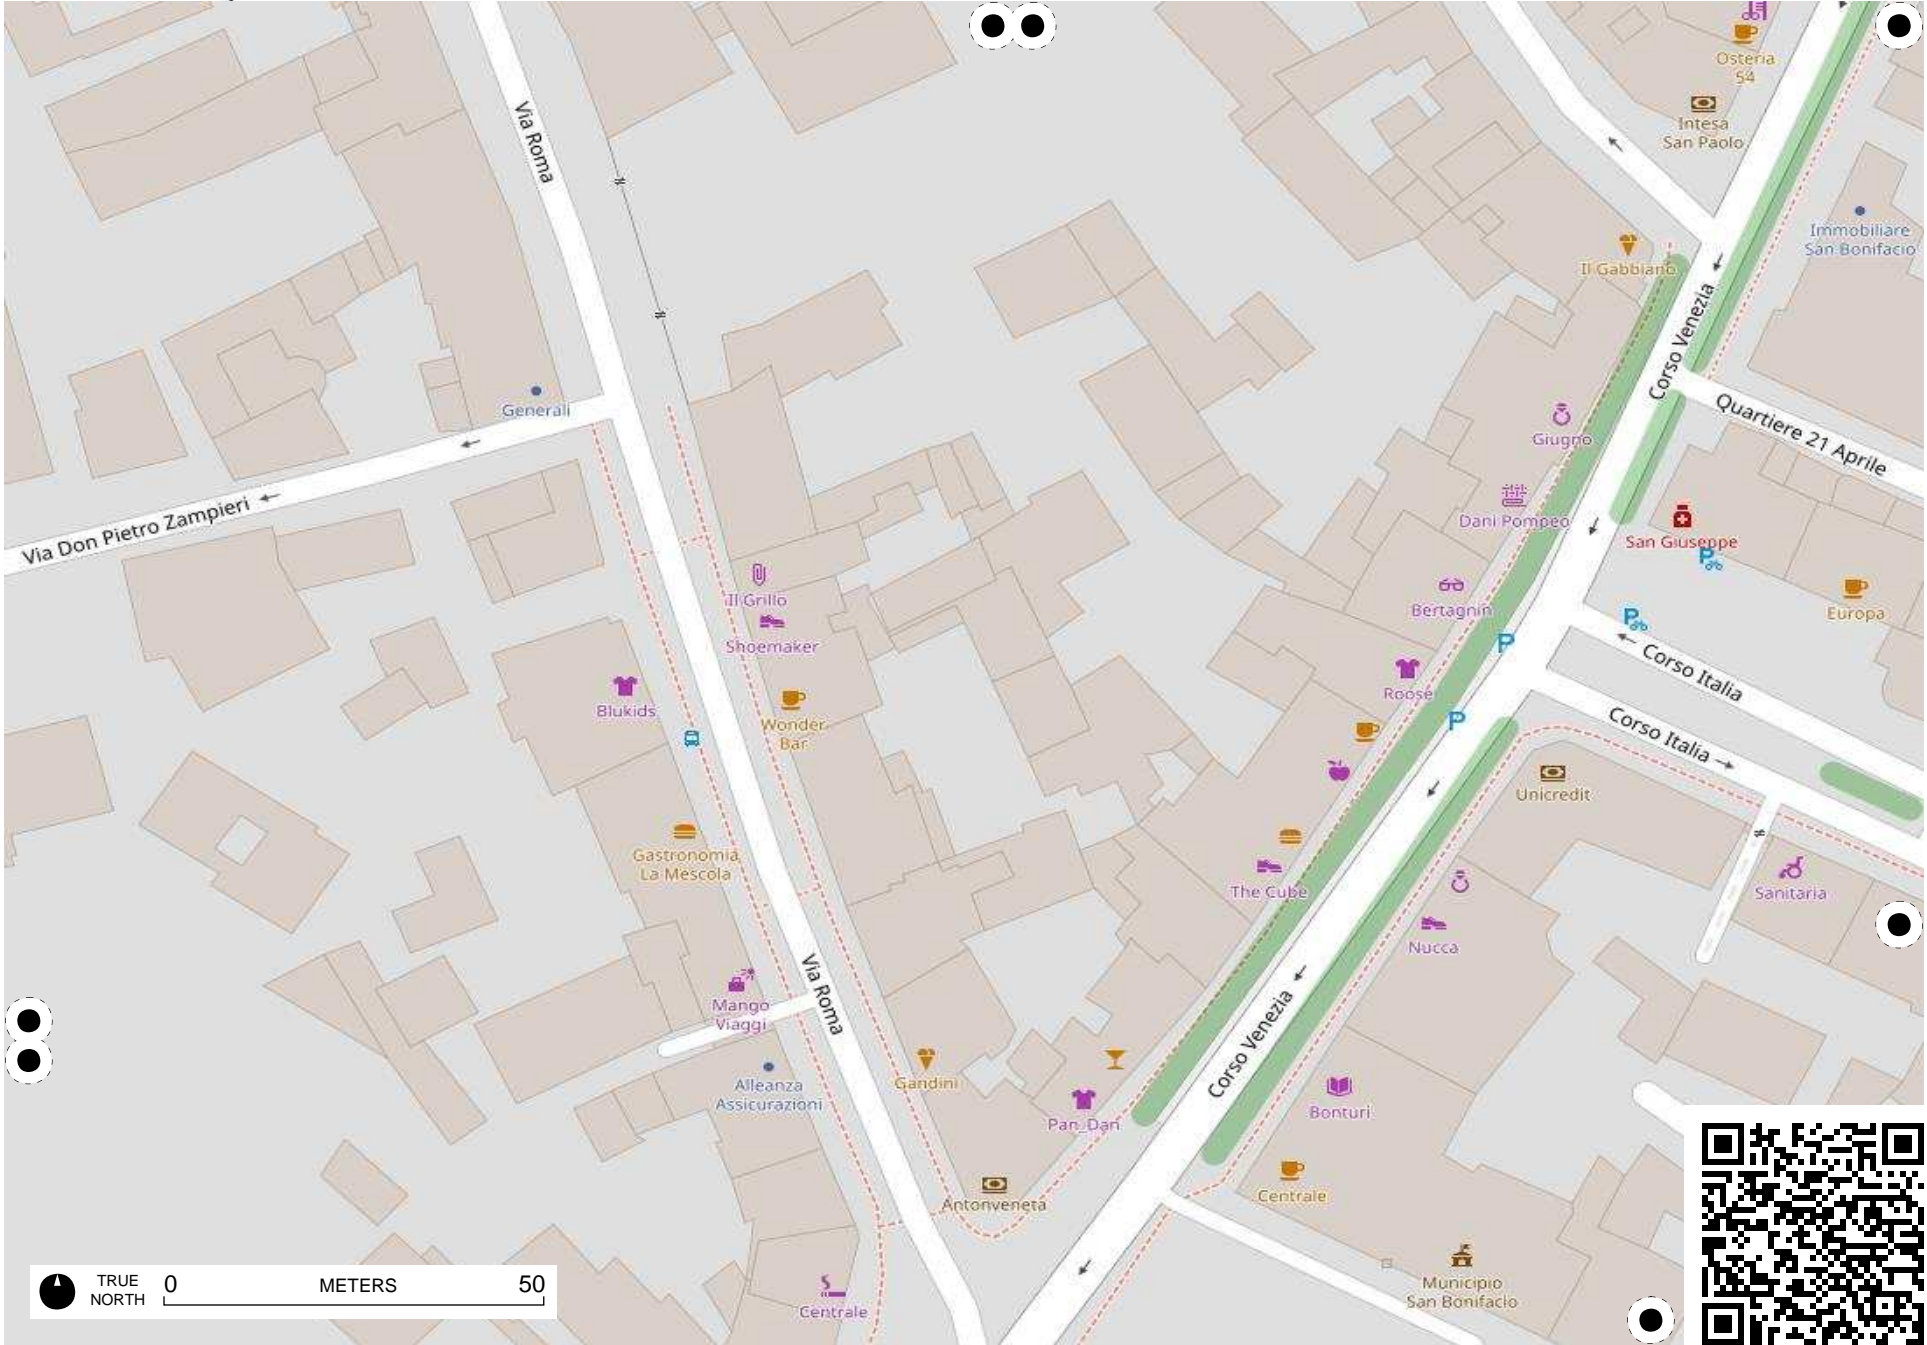 Osteria
54
Intesa
San Paolo
Via Roma
Immobiliare
San Bonifacio
Il Gabbiano
Corso Venezia
Generali
Quartiere 21 Aprile
Giugno
Via Don Pietro Zampieri
Dani Pompeo
San Giuseppe
P
Il Grillo
Bertagnin
Europa
P
Shoemaker
P
Corso Italia
Roose
Blukids
Wonder
Bar
P
Corso Italia
Unicredit
Gastronomia
La Mescola
The Cube
Sanitaria
Nucca
Via Roma
Mango
Viaggi
Corso Venezia
Gandini
Alleanza
Assicurazioni
Pan_Dan
Bonturi
Antonveneta
Centrale
Municipio
San Bonifacio
Centrale
TRUE
NORTH
0 METERS 50